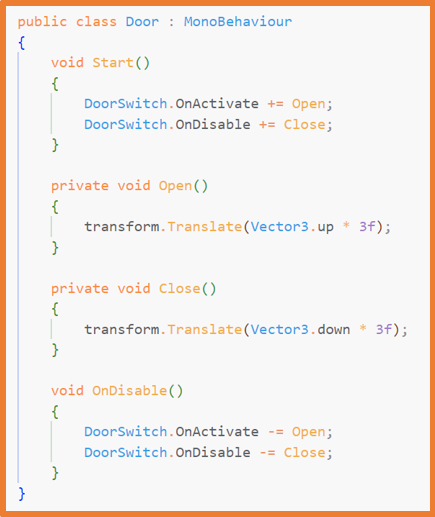 public class Door : MonoBehaviour
{
    void Start()
    {
        DoorSwitch.OnActivate += Open;
        DoorSwitch.OnDisable += Close;
    }

    private void Open()
    {
        transform.Translate(Vector3.up * 3f);
    }

    private void Close()
    {
        transform.Translate(Vector3.down * 3f);
    }

    void OnDisable()
    {
        DoorSwitch.OnActivate -= Open;
        DoorSwitch.OnDisable -= Close;
    }
}